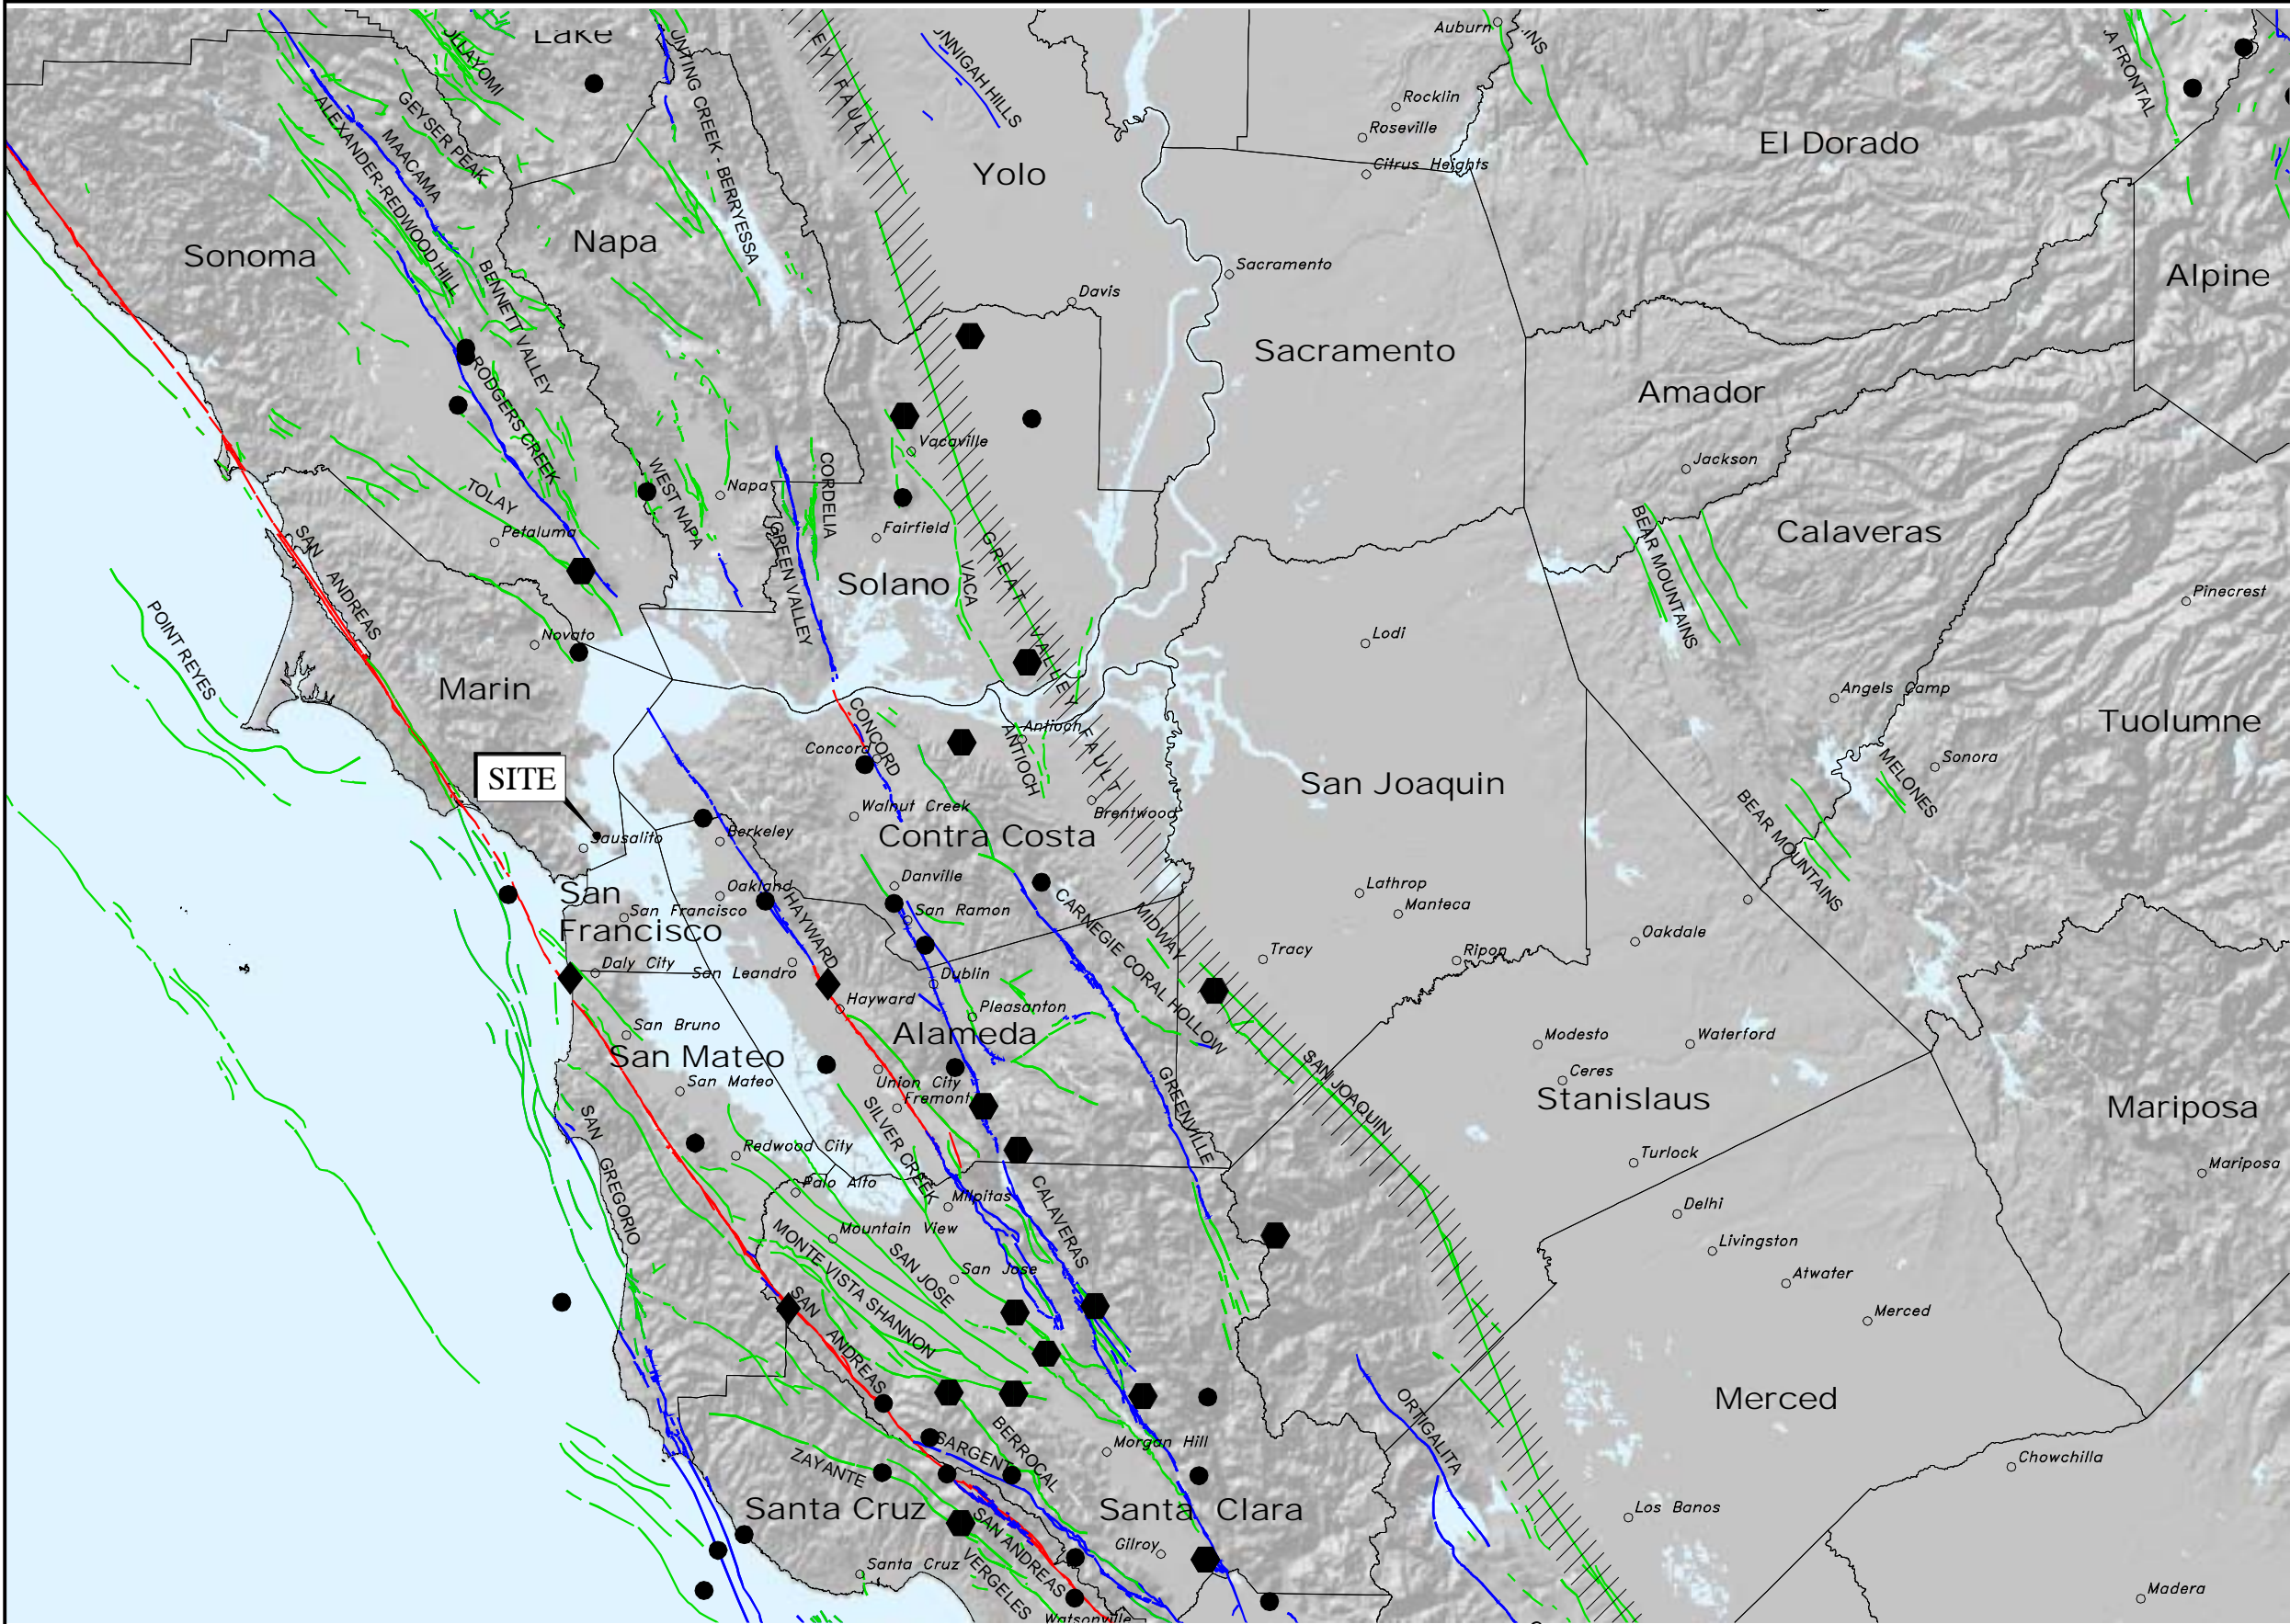 Lake
Auburn
Rocklin
Roseville
Citrus Heights
El Dorado
Yolo
GEYSER PEAK
MAACAMA
ALEXANDER-REDWOOD HILL
BENNETT VALLEY
Sonoma
Napa
Sacramento
Davis
Alpine
Sacramento
Amador
RODGERS CREEK
Vacaville
Jackson
CORDELIA
WEST NAPA
Napa
TOLAY
Petaluma
Fairfield
GREEN VALLEY
Solano
VACA
GREAT
VALLEY
FAULT
BEAR MOUNTAINS
Calaveras
Pinecrest
SAN
ANDREAS
POINT REYES
Novato
Marin
Lodi
Angels Camp
Tuolumne
CONCORD
Concord
ANTIOCH
Antioch
SITE
San Joaquin
Sonora
MELONES
BEAR MOUNTAINS
Walnut Creek
Brentwood
Contra Costa
Sausalito
Berkeley
Danville
Oakland
San Ramon
San
Francisco
San Francisco
HAYWARD
CARNEGIE CORAL HOLLOW
MIDWAY
Lathrop
Manteca
Oakdale
Tracy
Ripon
Daly City
San Leandro
Dublin
Hayward
Pleasanton
Alameda
San Bruno
San Mateo
San Mateo
Union City
Fremont
Modesto
Waterford
Ceres
Stanislaus
Mariposa
SAN JOAQUIN
GREENVILLE
SILVER CREEK
SAN
GREGORIO
Redwood City
Palo Alto
Milpitas
Turlock
Mariposa
Delhi
CALAVERAS
Mountain View
MONTE VISTA SHANNON
SAN JOSE
San Jose
Livingston
Atwater
Merced
SAN
ANDREAS
Merced
ORTIGALITA
BERROCAL
SARGENT
Morgan Hill
ZAYANTE
Chowchilla
Santa Cruz
Santa Clara
Los Banos
SAN ANDREAS
VERGELES
Gilroy
Santa Cruz
Madera
Watsonville